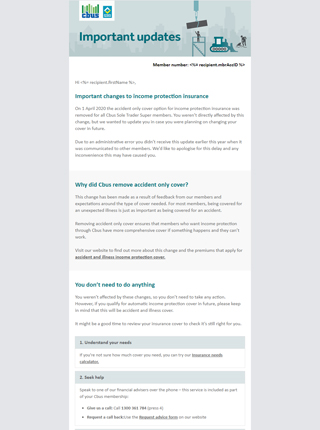 cbus
Important updates
Member number: <%= recipient.mbrAccID %>
Hi <%= recipient.firstName %>,
Important changes to income protection insurance
On 1 April 2020 the accident only cover option for income protection insurance was
removed for all Cbus Sole Trader Super members. You weren't directly affected by this
change, but we wanted to update you in case you were planning on changing your
cover in future.
Due to an administrative error you didn't receive this update earlier this year when it
was communicated to other members. We'd like to apologise for this delay and any
inconvenience this may have caused you.
Why did Cbus remove accident only cover?
This change has been made as a result of feedback from our members and
expectations around the type of cover needed. For most members, being covered for
an unexpected illness is just as important as being covered for an accident.
Removing accident only cover ensures that members who want income protection
through Cbus have more comprehensive cover if something happens and they can't
work.
Visit our website to find out more about this change and the premiums that apply for
accident and illness income protection cover.
You don't need to do anything
You weren't affected by these changes, so you don't need to take any action.
However, if you qualify for automatic income protection cover in future, please keep
in mind that this will be accident and illness cover.
It might be a good time to review your insurance cover to check it's still right for you.
1. Understand your needs
If you're not sure how much cover you need, you can try our insurance needs
calculator.
2. Seek help
Speak to one of our financial advisers over the phone – this service is included as part
of your Cbus membership:
• Give us a call: Call 1300 361 784 (press 4)
• Request a call back: Use the Request advice form on our website